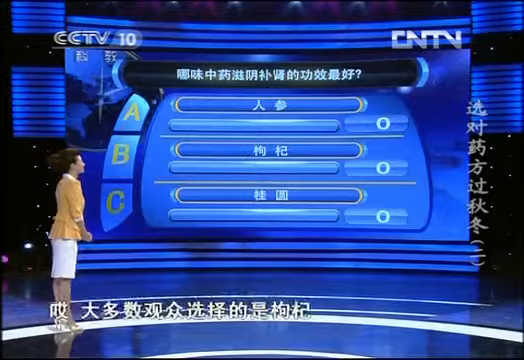 CCTV 10
科教
CNTV
哪味中药滋阴补肾的功效最好?
A
人参
0
B
枸杞
0
C
桂圆
0
选对药方过秋冬(二)
哎 大多数观众选择的是枸杞